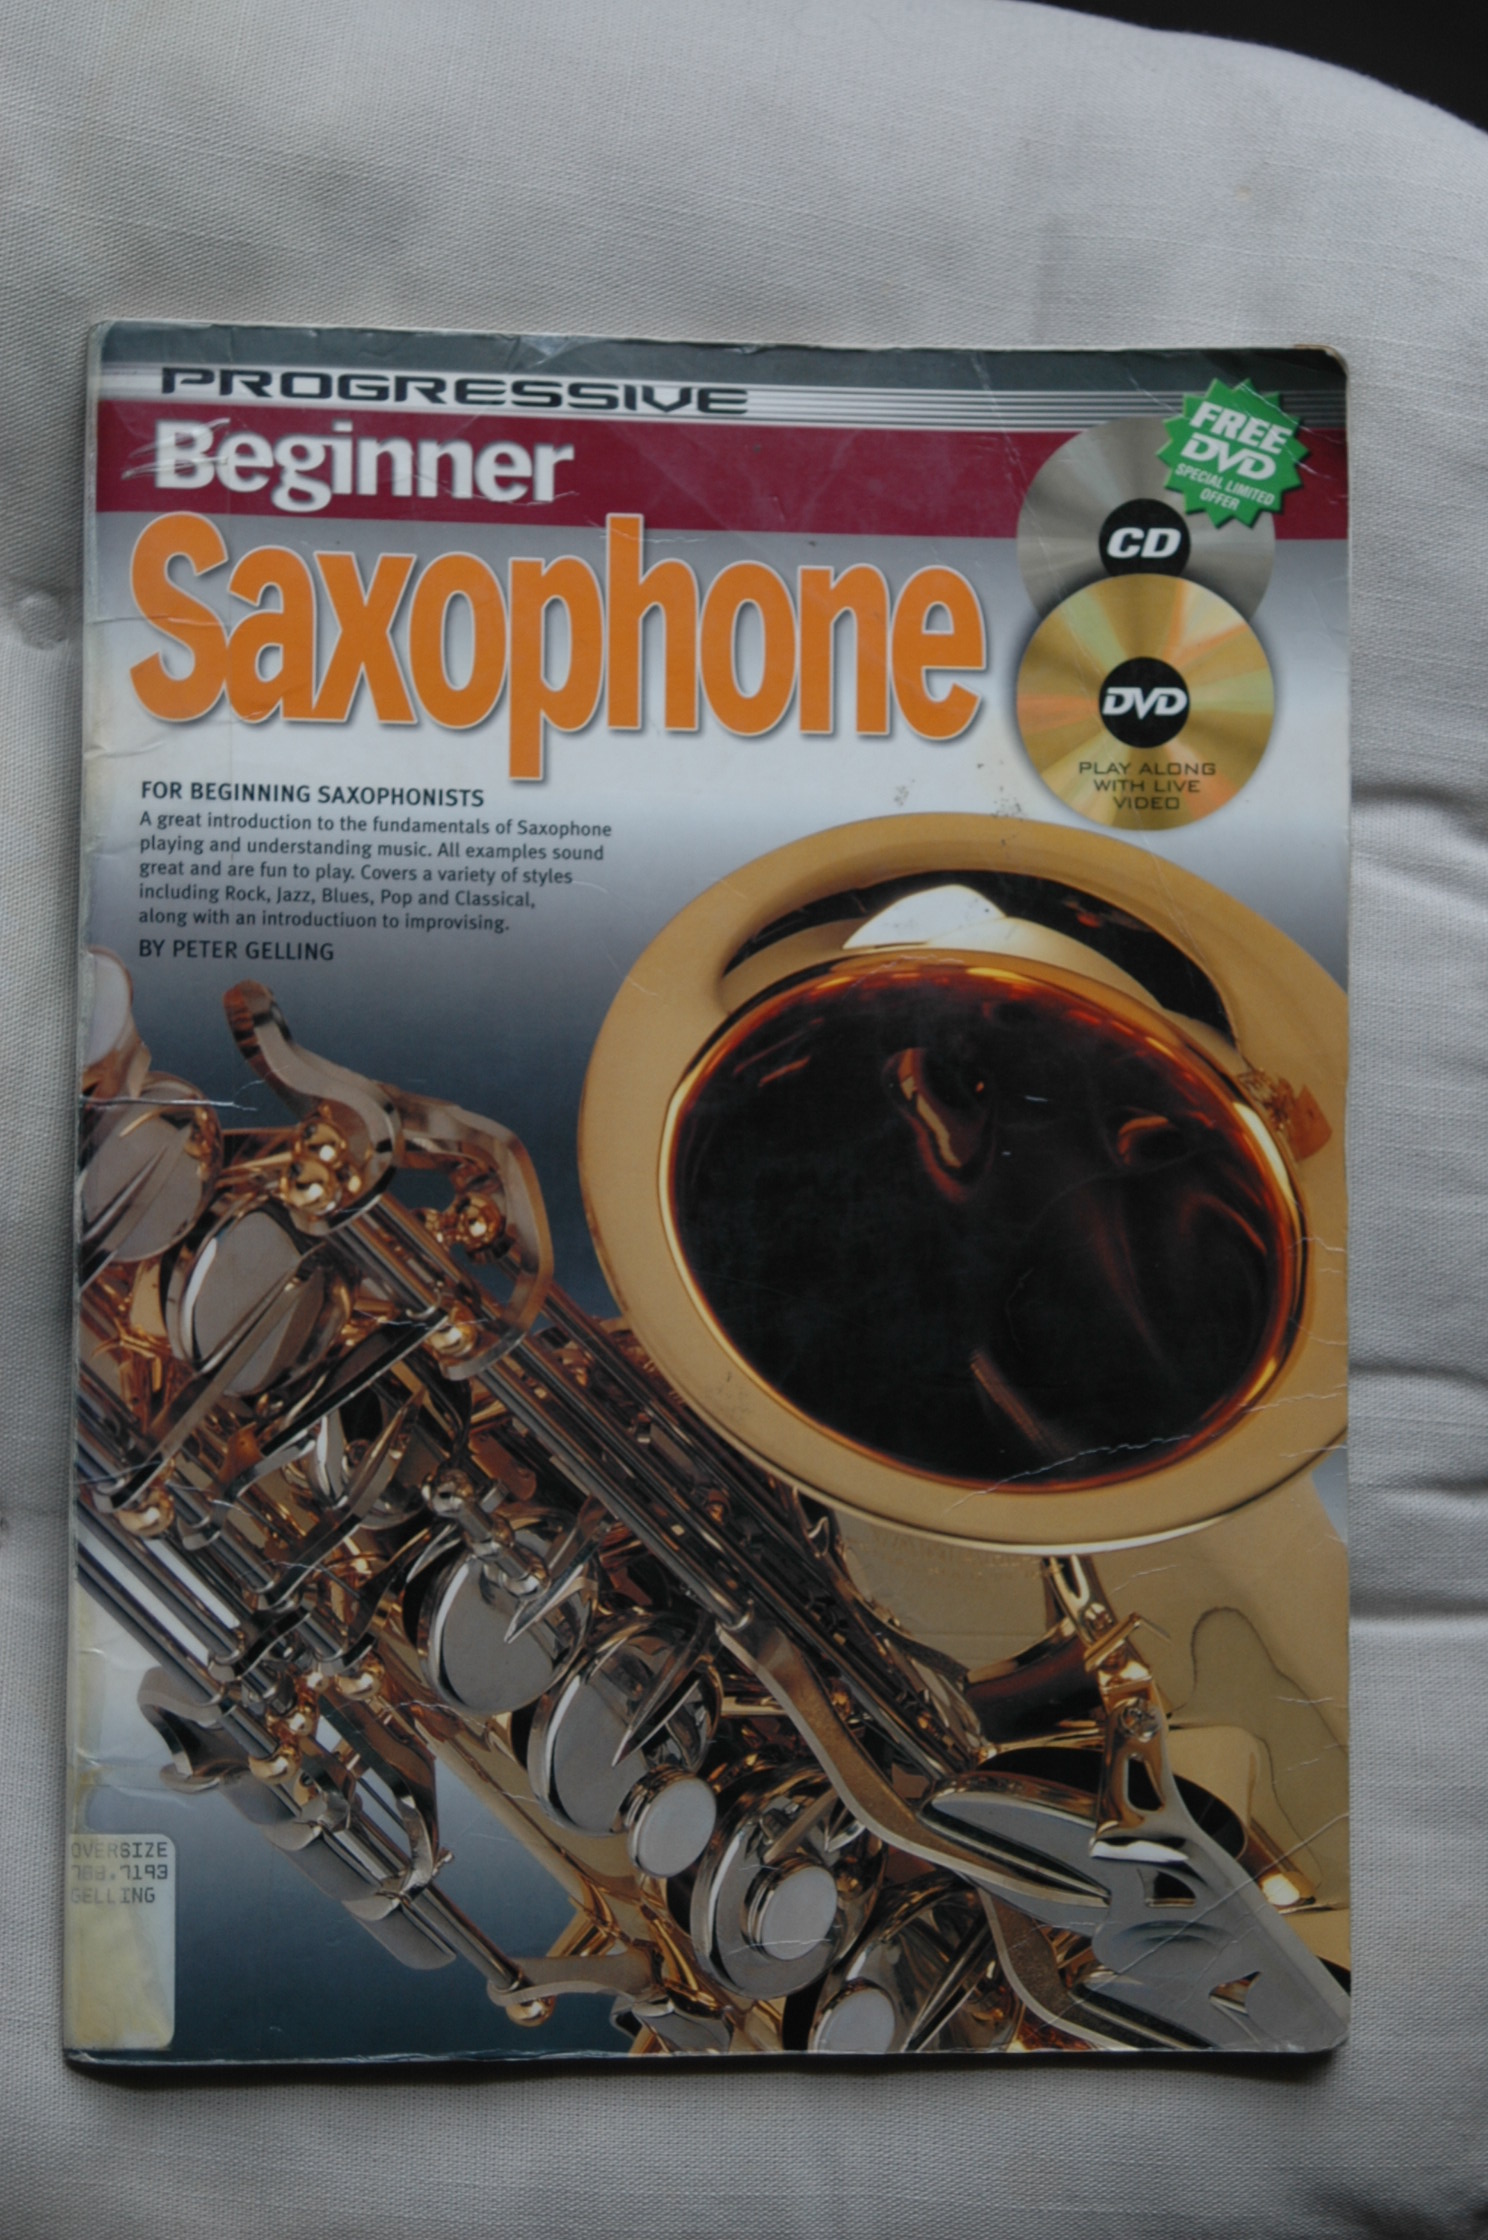 PROGRESSIVE
Beginner
Saxophone
FREE
DVD
SPECIAL LIMITED
OFFER
CD
DVD
PLAY ALONG
WITH LIVE
VIDEO
FOR BEGINNING SAXOPHONISTS
A great introduction to the fundamentals of Saxophone
playing and understanding music. All examples sound
great and are fun to play. Covers a variety of styles
including Rock, Jazz, Blues, Pop and Classical,
along with an introductiuon to improvising.
BY PETER GELLING
OVERSIZE
788.7193
GELLING